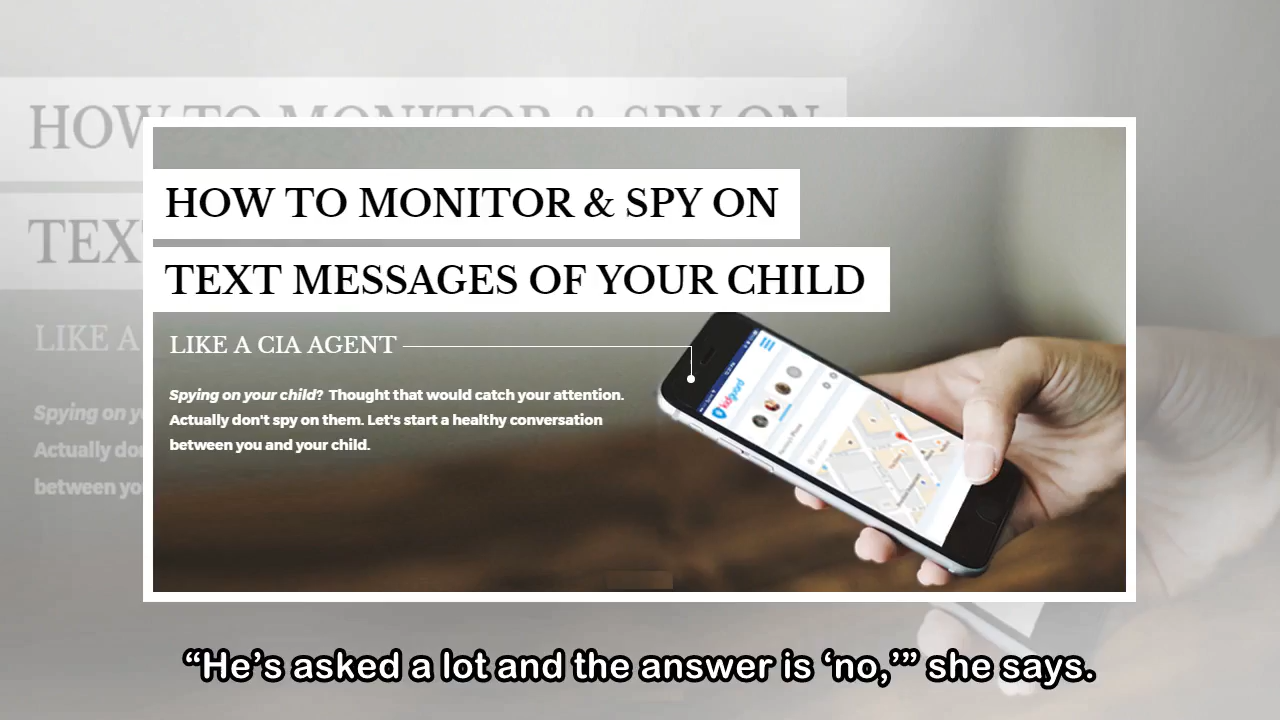 HOW TO MONITOR & SPY ON
TEXT MESSAGES OF YOUR CHILD
LIKE A CIA AGENT
Spying on your child? Thought that would catch your attention.
Actually don't spy on them. Let's start a healthy conversation
between you and your child.
kidguard
“He’s asked a lot and the answer is ‘no,’” she says.